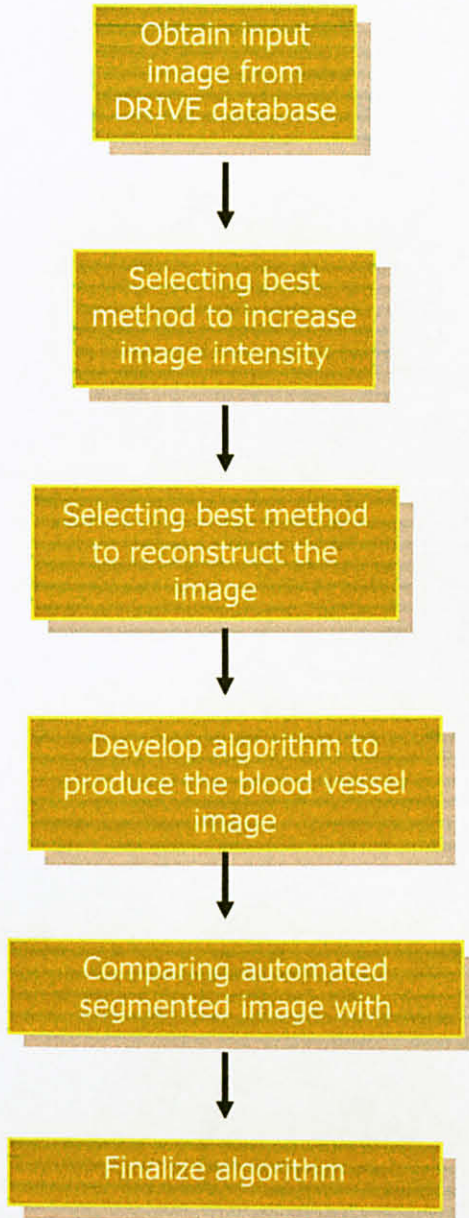 Obtain input
image from
DRIVE database
Selecting best
method to increase
image intensity
Selecting best method
to reconstruct the
image
Develop algorithm to
produce the blood vessel
image
Comparing automated
segmented image with
Finalize algorithm